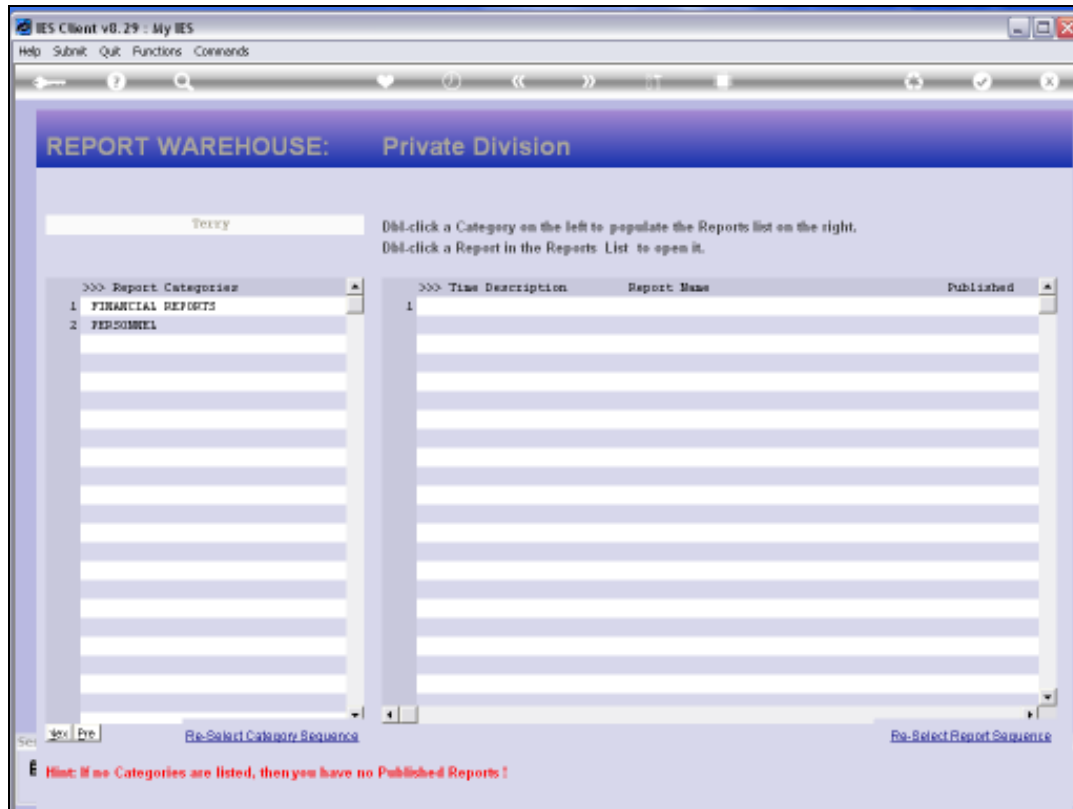 IES Client v8.29 : My IES
Help Submit Quit Functions Commands
REPORT WAREHOUSE: Private Division
Terry
Dbl-click a Category on the left to populate the Reports list on the right.
Dbl-click a Report in the Reports List to open it.
>>> Report Categories
1 FINANCIAL REPORTS
2 PERSONNEL
>>> Time Description Report Name Published
1
Nex Pre Re-Select Category Sequence
Re-Select Report Sequence
Hint: If no Categories are listed, then you have no Published Reports !